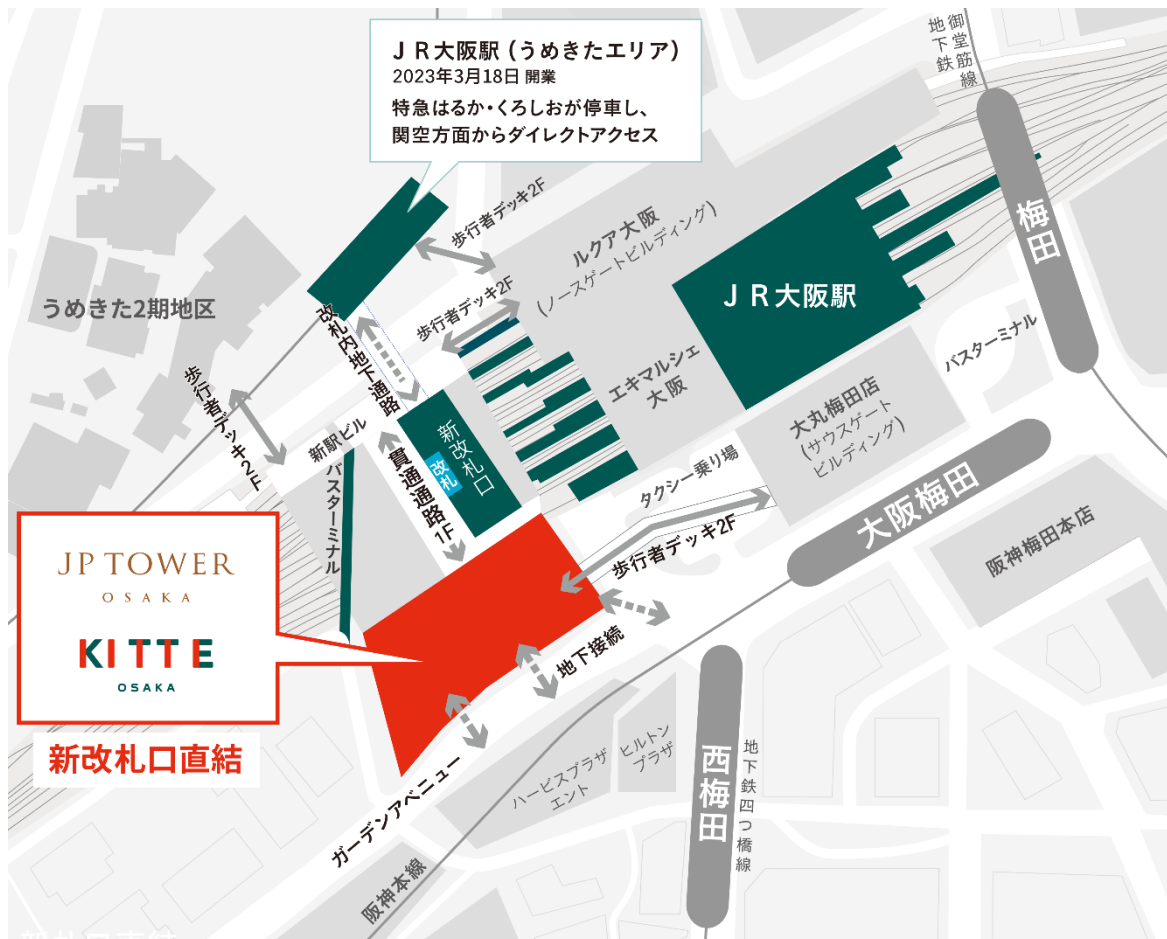 JR大阪駅(うめきたエリア)
2023年3月18日 開業
特急はるか・くろしおが停車し、
関空方面からダイレクトアクセス
地下鉄
御堂筋線
梅田
歩行者デッキ2F
ルクア大阪
(ノースゲートビルディング)
JR大阪駅
うめきた2期地区
歩行者デッキ2F
改札内地下通路
エキマルシェ
大阪
バスターミナル
歩行者デッキ2F
新駅ビル
バスターミナル
貫通通路
1F
新改札口
改札
大丸梅田店
(サウスゲート
ビルディング)
タクシー乗り場
歩行者デッキ2F
大阪梅田
阪神梅田本店
JP TOWER
OSAKA
KITTE
OSAKA
新改札口直結
地下接続
ガーデンアベニュー
ハービスプラザ
エント
ヒルトン
プラザ
西梅田
地下鉄四つ橋線
阪神本線
新札口直結